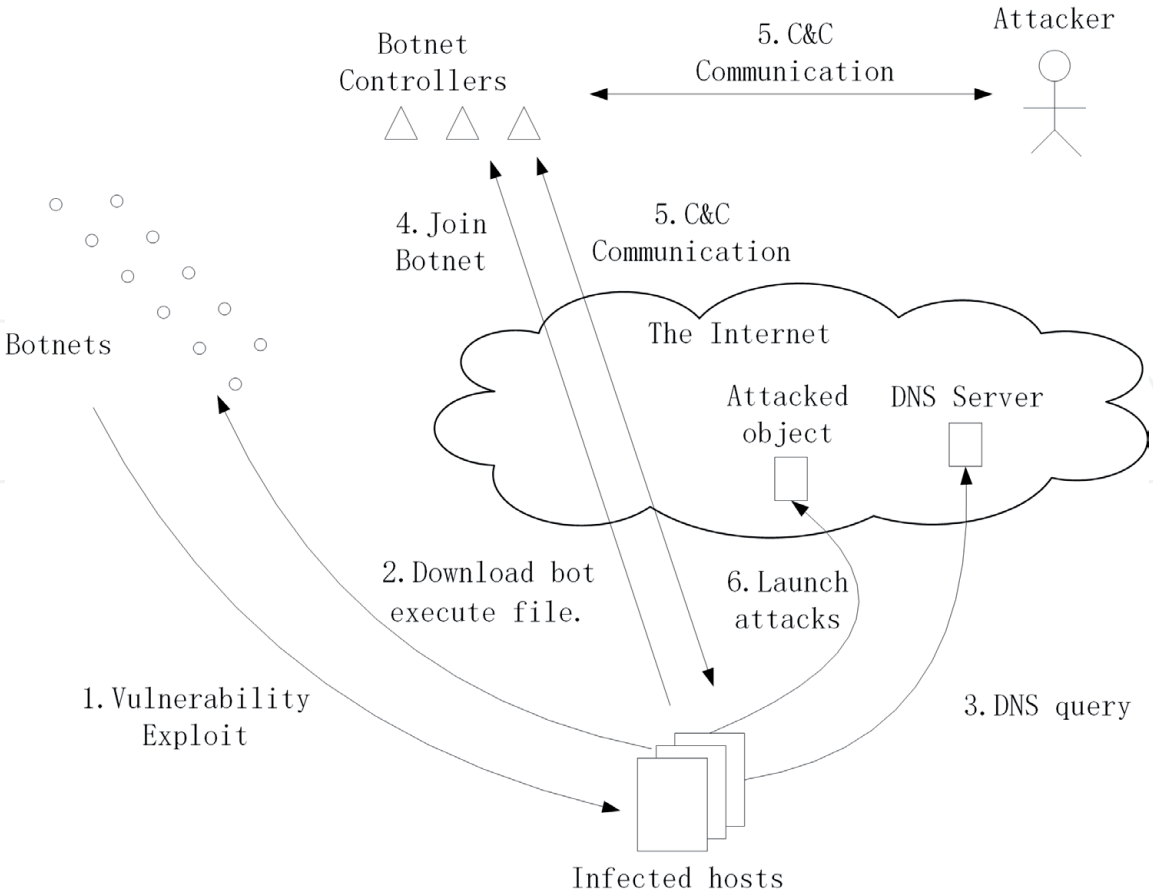 Attacker
5.C&C
Communication
Botnet
Controllers
4.Join
Botnet
5.C&C
Communication
Botnets
The Internet
Attacked
object
DNS Server
2.Download bot
execute file.
6.Launch
attacks
1.Vulnerability
Exploit
3.DNS query
Infected hosts